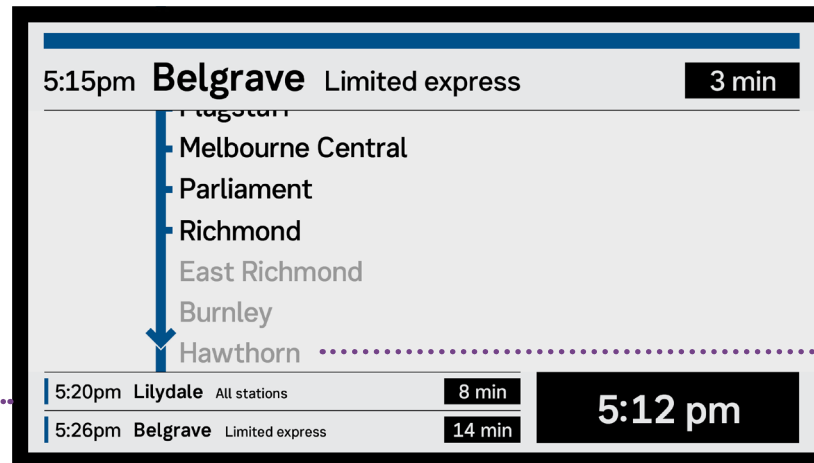 5:15pm Belgrave Limited express 3 min
Flagstaff
Melbourne Central
Parliament
Richmond
East Richmond
Burnley
Hawthorn
5:20pm Lilydale All stations 8 min
5:26pm Belgrave Limited express 14 min
5:12 pm